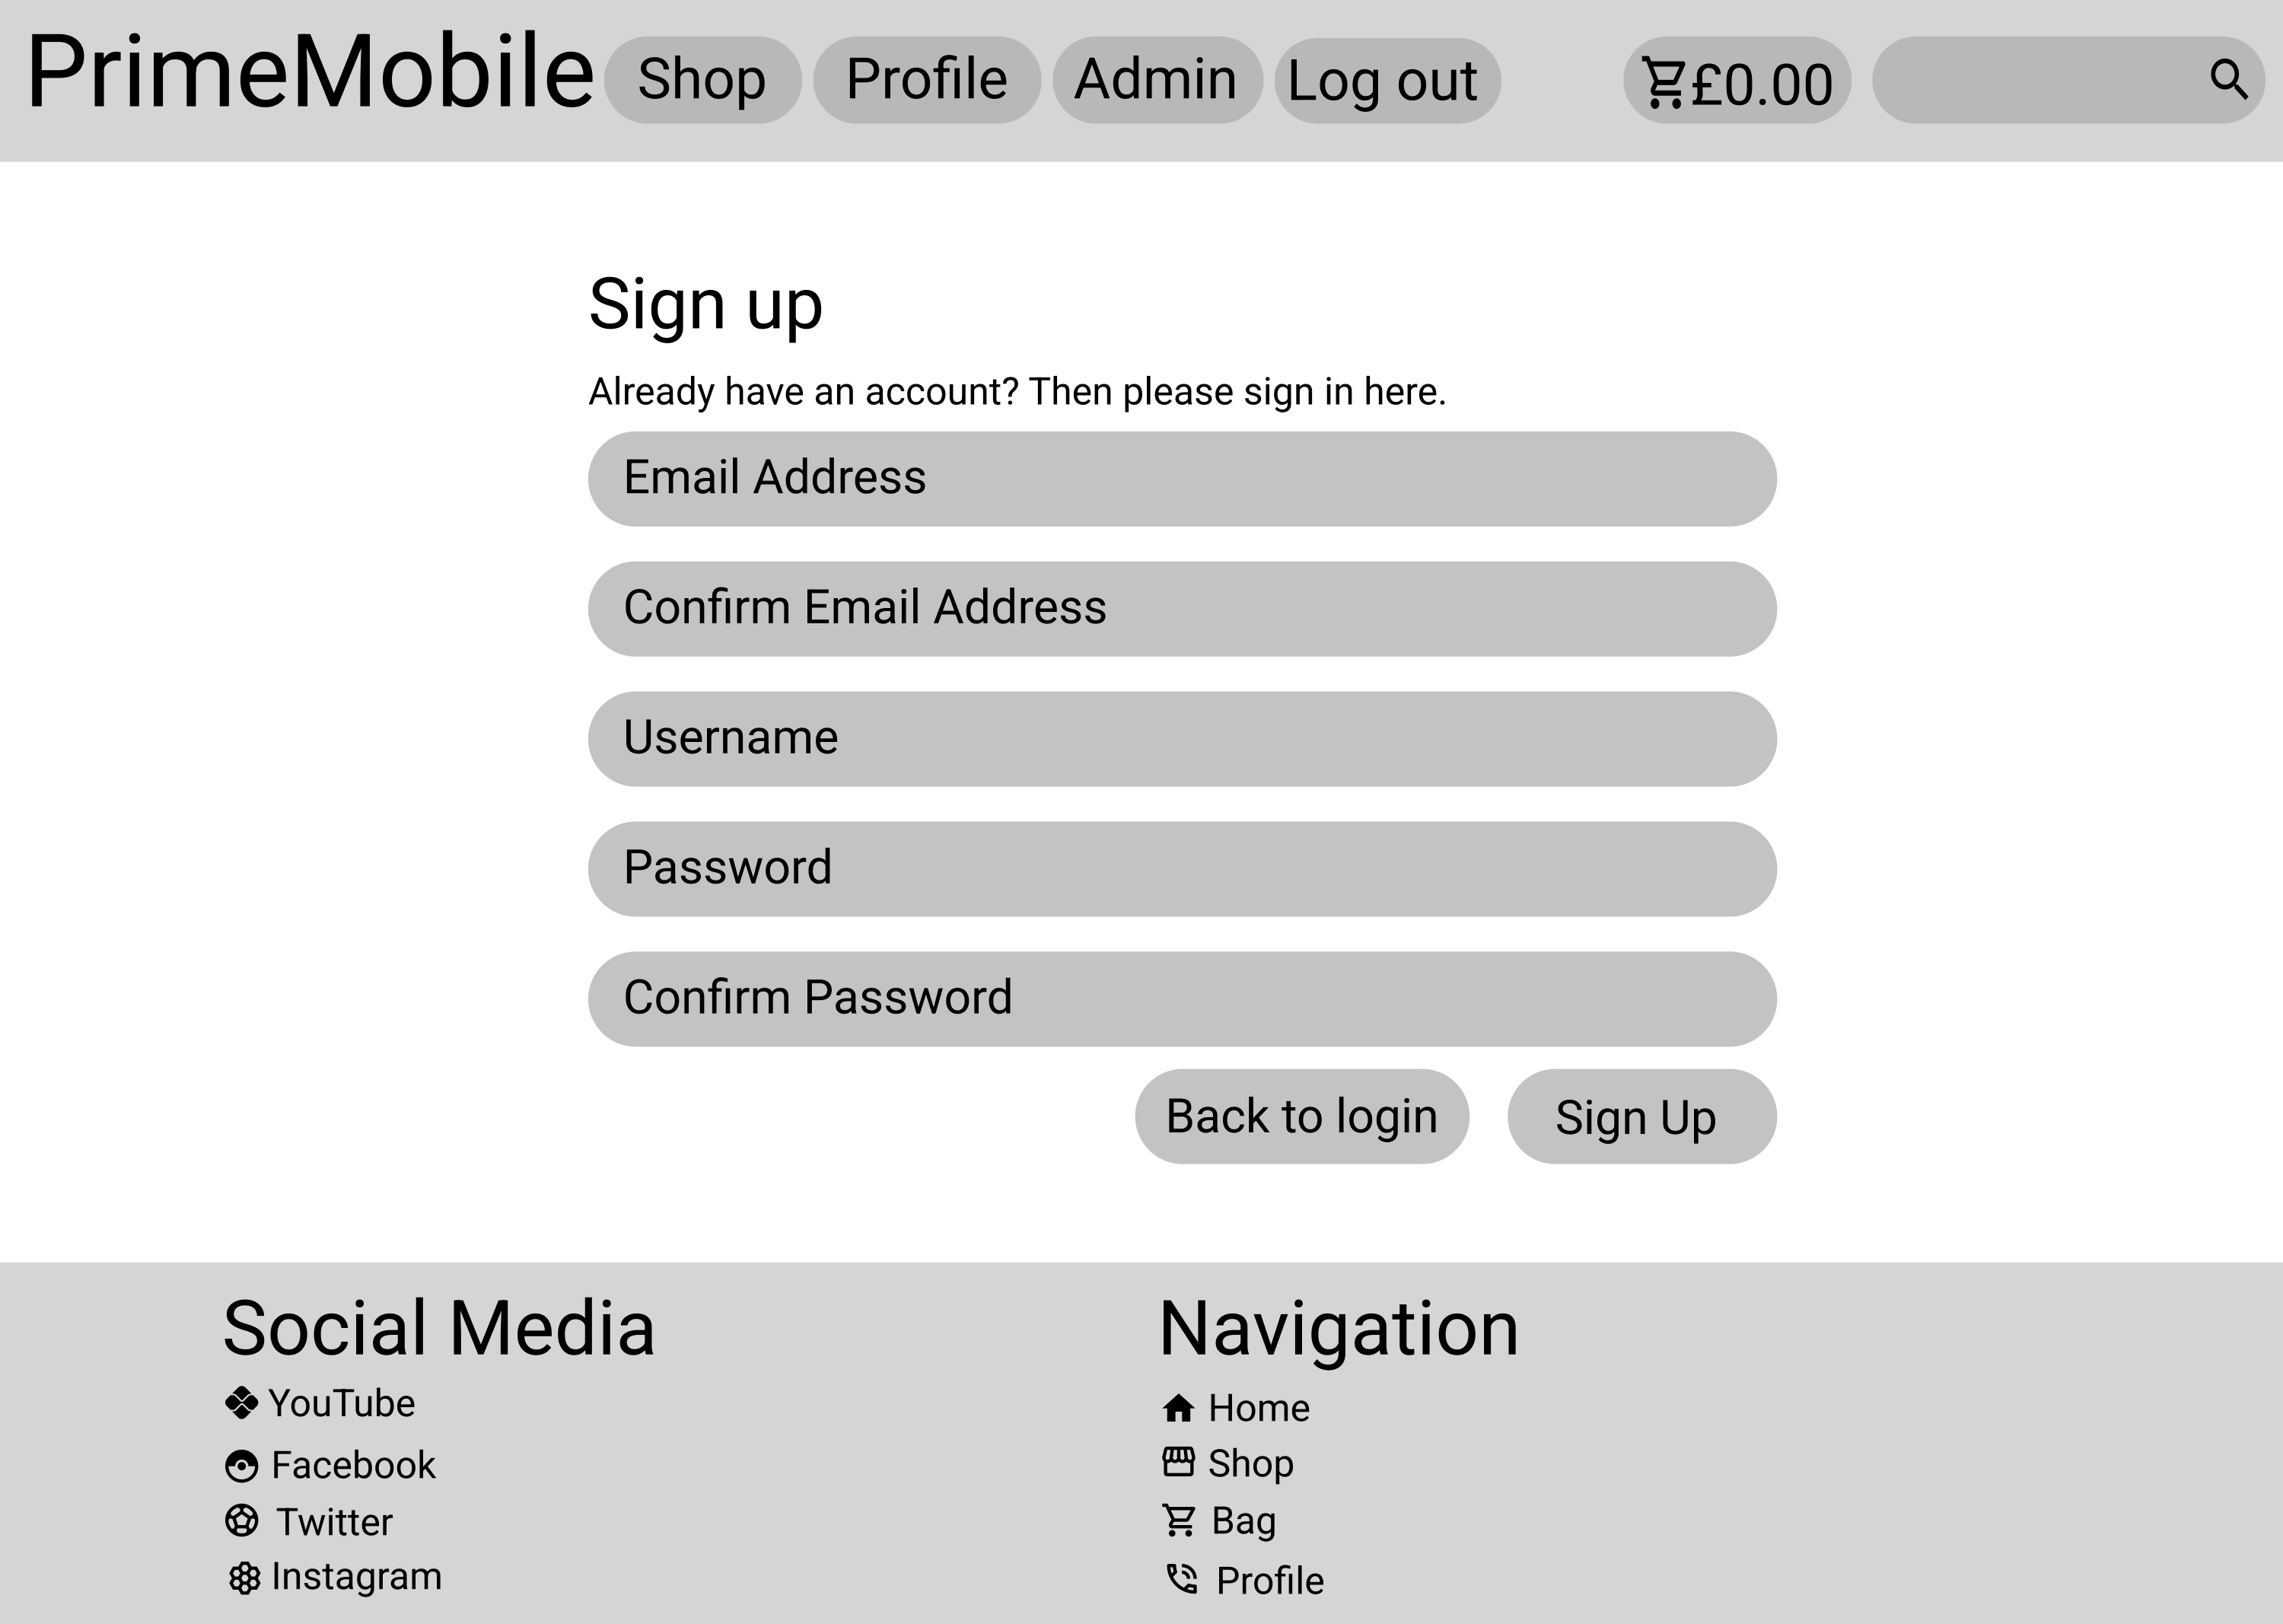 PrimeMobile Shop Profile Admin Log out £0.00
Sign up
Already have an account? Then please sign in here.
Email Address
Confirm Email Address
Username
Password
Confirm Password
Back to login Sign Up
Social Media
YouTube
Facebook
Twitter
Instagram
Navigation
Home
Shop
Bag
Profile